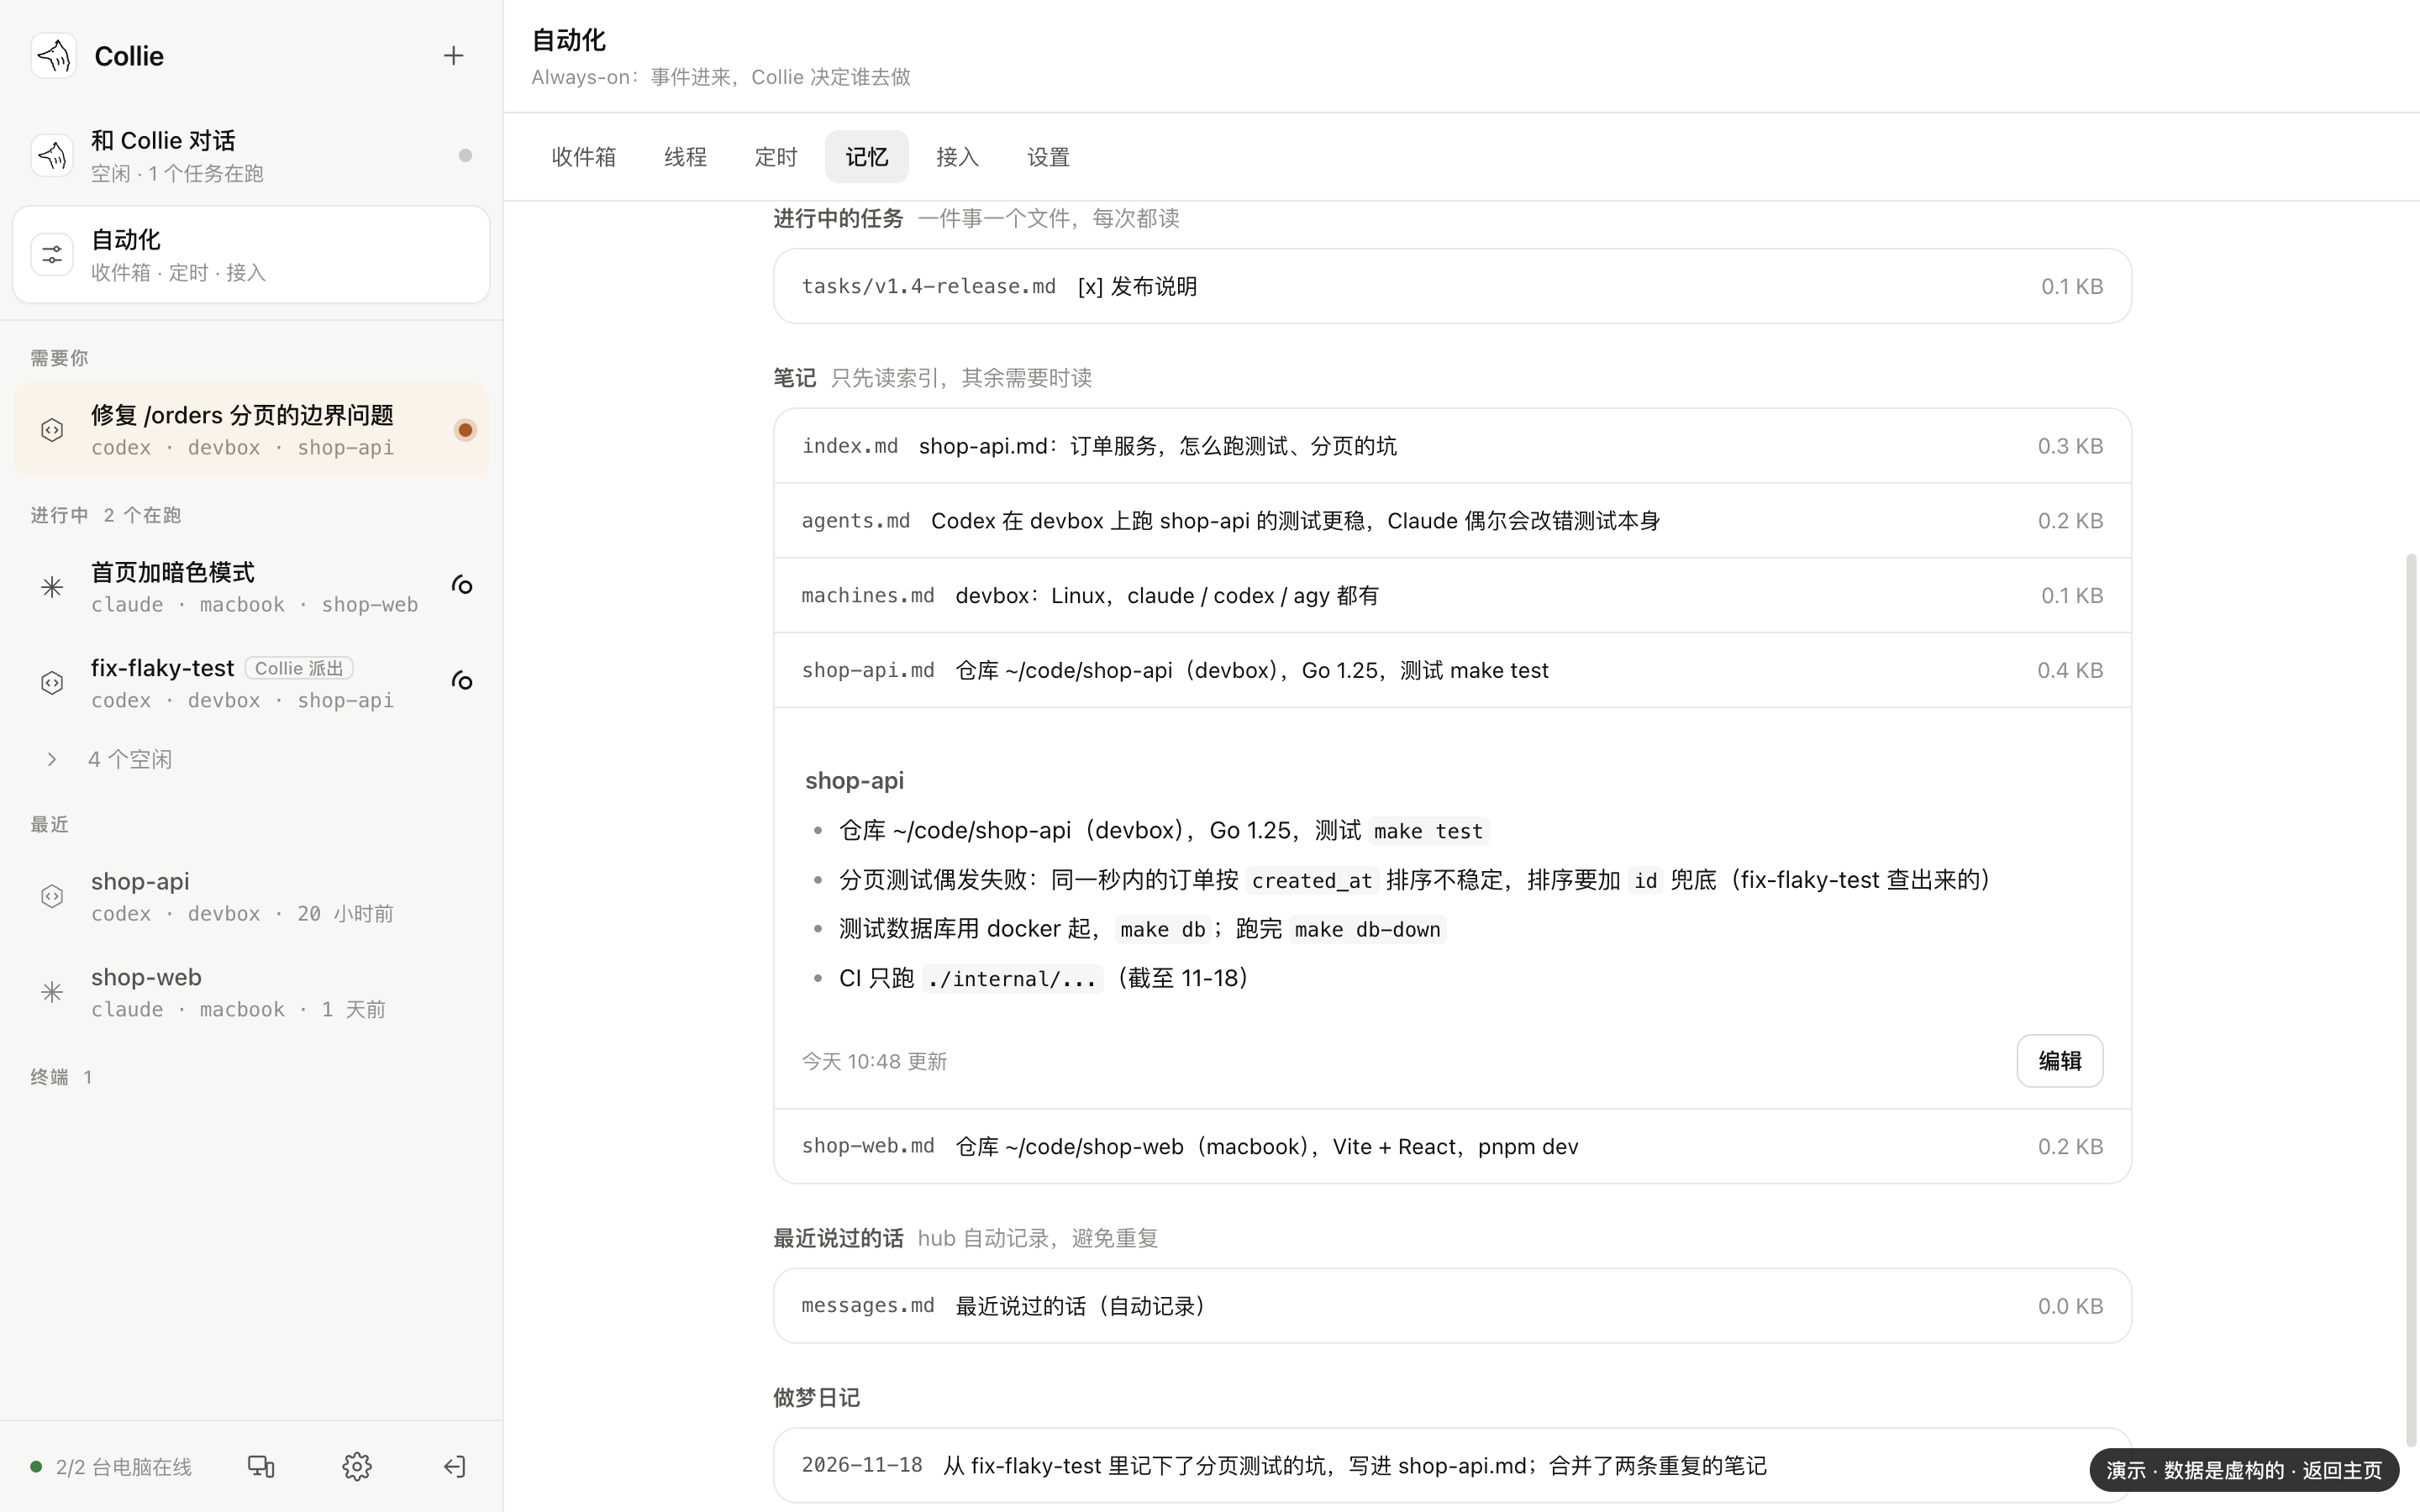 Collie
和 Collie 对话
空闲 · 1 个任务在跑
自动化
收件箱 · 定时 · 接入
需要你
修复 /orders 分页的边界问题
codex · devbox · shop-api
进行中 2 个在跑
首页加暗色模式
claude · macbook · shop-web
fix-flaky-test Collie 派出
codex · devbox · shop-api
4 个空闲
最近
shop-api
codex · devbox · 20 小时前
shop-web
claude · macbook · 1 天前
终端 1
2/2 台电脑在线
自动化
Always-on：事件进来，Collie 决定谁去做
收件箱 线程 定时 记忆 接入 设置
进行中的任务 一件事一个文件，每次都读
tasks/v1.4-release.md [x] 发布说明 0.1 KB
笔记 只先读索引，其余需要时读
index.md shop-api.md：订单服务，怎么跑测试、分页的坑 0.3 KB
agents.md Codex 在 devbox 上跑 shop-api 的测试更稳，Claude 偶尔会改错测试本身 0.2 KB
machines.md devbox：Linux，claude / codex / agy 都有 0.1 KB
shop-api.md 仓库 ~/code/shop-api（devbox），Go 1.25，测试 make test 0.4 KB
shop-api
• 仓库 ~/code/shop-api（devbox），Go 1.25，测试 make test
• 分页测试偶发失败：同一秒内的订单按 created_at 排序不稳定，排序要加 id 兜底（fix-flaky-test 查出来的）
• 测试数据库用 docker 起，make db；跑完 make db-down
• CI 只跑 ./internal/...（截至 11-18）
今天 10:48 更新 编辑
shop-web.md 仓库 ~/code/shop-web（macbook），Vite + React，pnpm dev 0.2 KB
最近说过的话 hub 自动记录，避免重复
messages.md 最近说过的话（自动记录） 0.0 KB
做梦日记
2026-11-18 从 fix-flaky-test 里记下了分页测试的坑，写进 shop-api.md；合并了两条重复的笔记
演示 · 数据是虚构的 · 返回主页